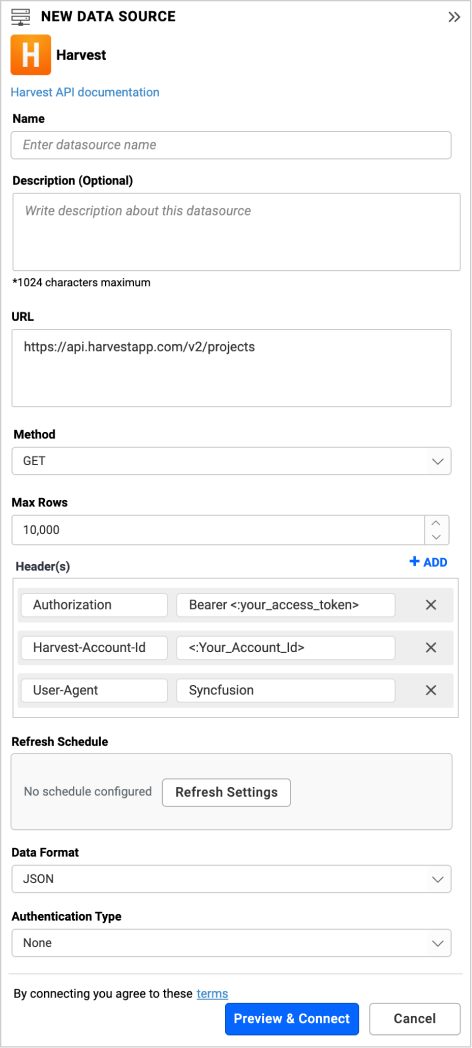 NEW DATA SOURCE
H Harvest
Harvest API documentation
Name
Enter datasource name
Description (Optional)
Write description about this datasource
*1024 characters maximum
URL
https://api.harvestapp.com/v2/projects
Method
GET
Max Rows
10,000
Header(s) + ADD
Authorization Bearer <:your_access_token>
Harvest-Account-Id <:Your_Account_Id>
User-Agent Syncfusion
Refresh Schedule
No schedule configured Refresh Settings
Data Format
JSON
Authentication Type
None
By connecting you agree to these terms
Preview & Connect Cancel